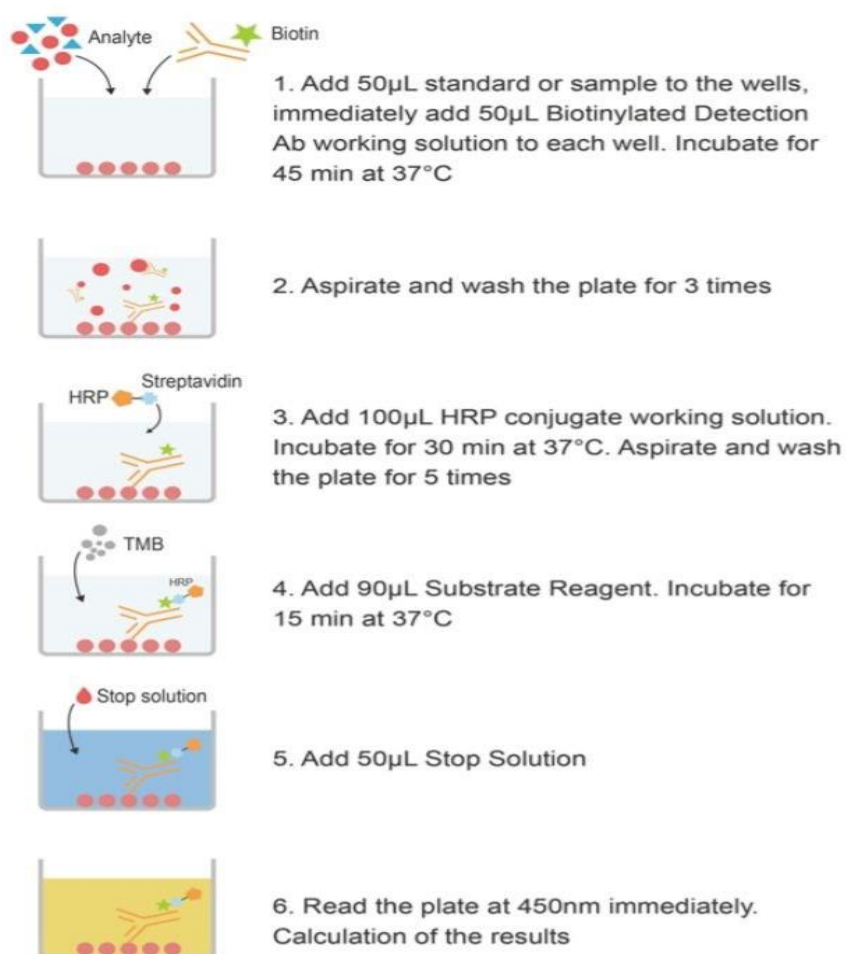 Analyte
Biotin
1. Add 50µL standard or sample to the wells,
immediately add 50µL Biotinylated Detection
Ab working solution to each well. Incubate for
45 min at 37°C
2. Aspirate and wash the plate for 3 times
Streptavidin
HRP
3. Add 100µL HRP conjugate working solution.
Incubate for 30 min at 37°C. Aspirate and wash
the plate for 5 times
TMB
HRP
4. Add 90µL Substrate Reagent. Incubate for
15 min at 37°C
Stop solution
5. Add 50µL Stop Solution
6. Read the plate at 450nm immediately.
Calculation of the results